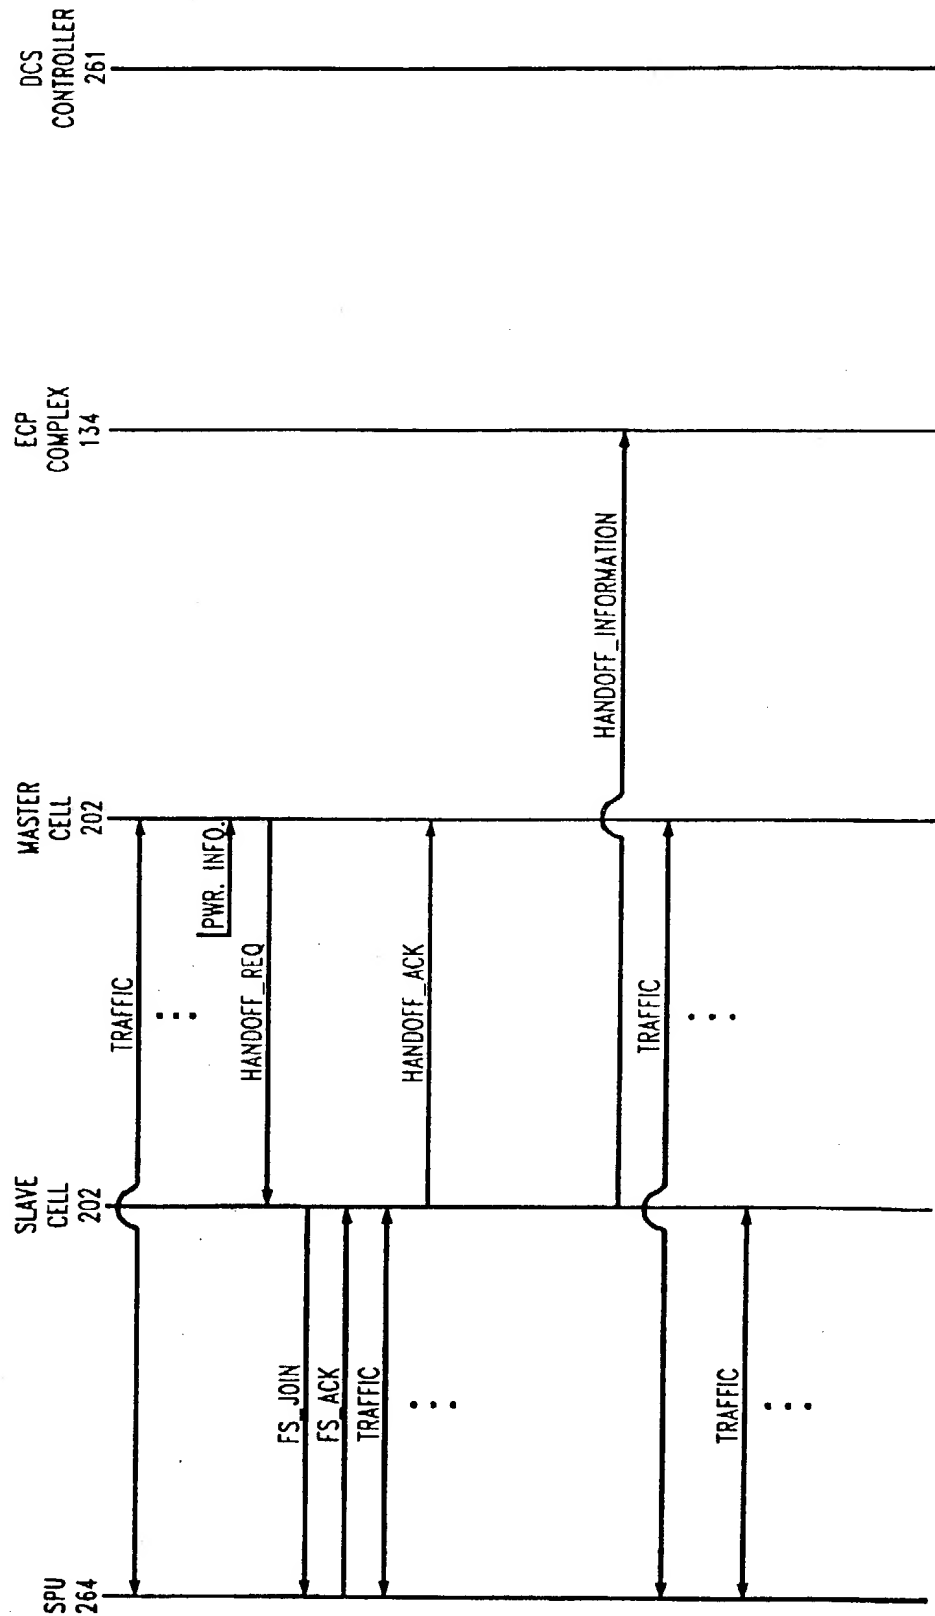 SPU
264
SLAVE
CELL
202
MASTER
CELL
202
ECP
COMPLEX
134
DCS
CONTROLLER
261
TRAFFIC
...
PWR. INFO.
HANDOFF_REQ
FS_JOIN
FS_ACK
TRAFFIC
...
HANDOFF_ACK
HANDOFF_INFORMATION
TRAFFIC
...
TRAFFIC
...